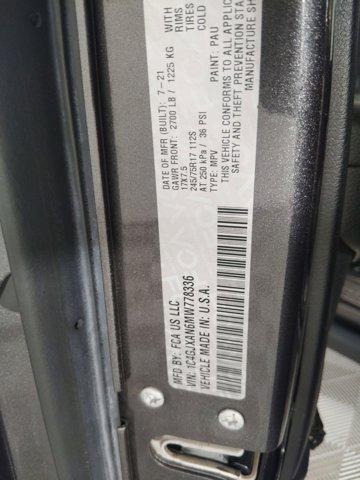 MFD. BY: FCA US LLC
DATE OF MFR (BUILT): 7-21
GAWR FRONT: 2700 LB / 1225 KG
WITH
17X7.5
RIMS
245/75R17 112S
TIRES
AT 250 kPa / 36 PSI
COLD
TYPE: MPV
PAINT: PAU
VIN: 1C4GJXAN6MW778336
VEHICLE MADE IN: U.S.A.
THIS VEHICLE CONFORMS TO ALL APPLIC
SAFETY AND THEFT PREVENTION STA
MANUFACTURE SH